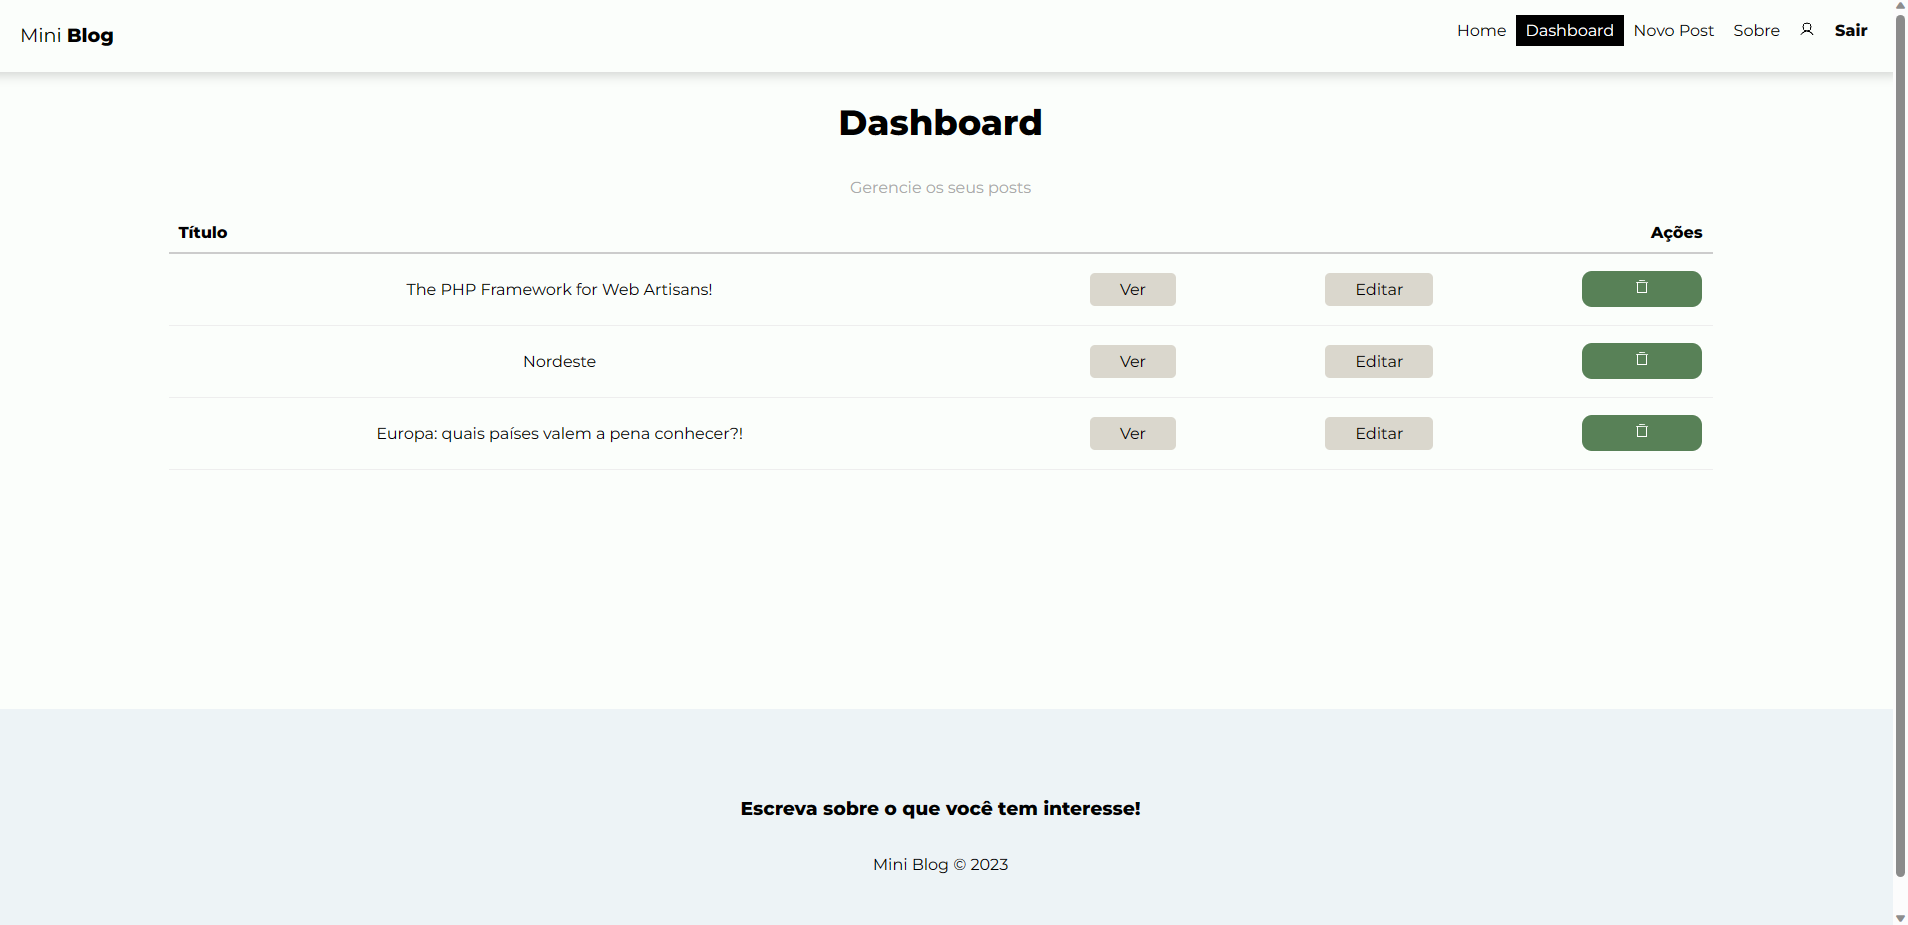 Mini Blog
Home Dashboard Novo Post Sobre Sair
Dashboard
Gerencie os seus posts
Título Ações
The PHP Framework for Web Artisans! Ver Editar
Nordeste Ver Editar
Europa: quais países valem a pena conhecer?! Ver Editar
Escreva sobre o que você tem interesse!
Mini Blog © 2023